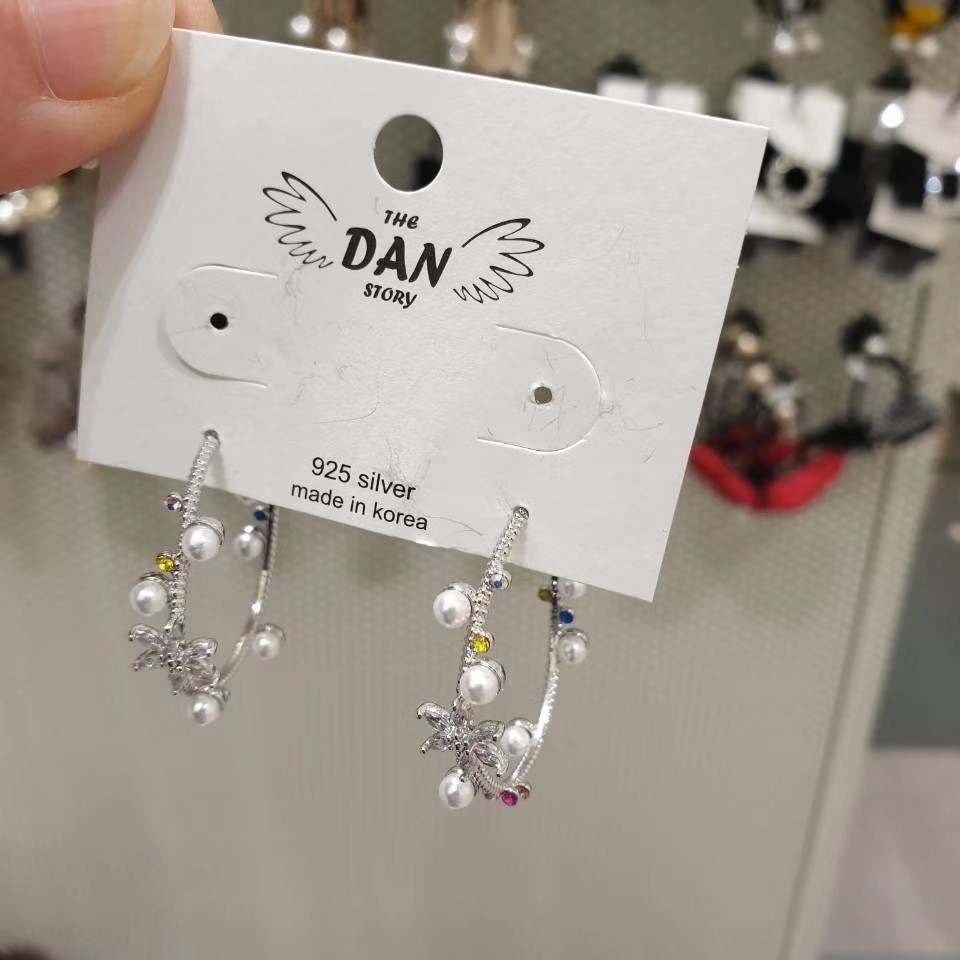 THE
DAN
STORY
925 silver
made in korea